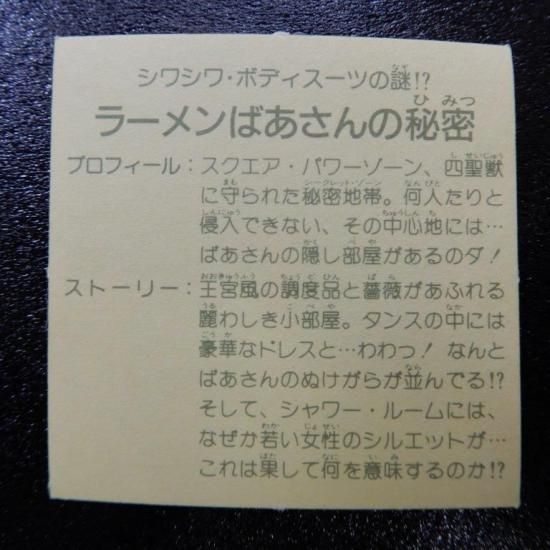 シワシワ・ボディスーツの謎!?
ラーメンばあさんの秘密
プロフィール：スクエア・パワーゾーン、四聖獣
に守られた秘密地帯。何人たりと
侵入できない、その中心地には…
ばあさんの隠し部屋があるのダ！
ストーリー：王宮風の調度品と薔薇があふれる
麗わしき小部屋。タンスの中には
豪華なドレスと…わわっ！なんと
ばあさんのぬけがらが並んでる!?
そして、シャワー・ルームには、
なぜか若い女性のシルエットが…
これは果して何を意味するのか!?